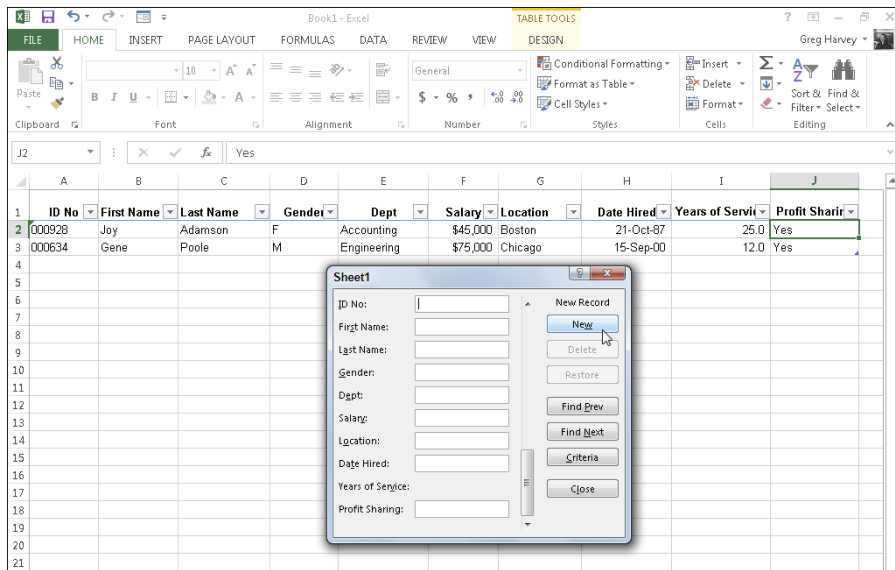 Book1 - Excel
TABLE TOOLS
FILE HOME INSERT PAGE LAYOUT FORMULAS DATA REVIEW VIEW DESIGN
Greg Harvey
Paste
10
B I U
General
$ % ,
Conditional Formatting
Format as Table
Cell Styles
Insert
Delete
Format
Sort & Filter
Find & Select
Clipboard Font Alignment Number Styles Cells Editing
J2 fx Yes
A B C D E F G H I J
1 ID No First Name Last Name Gender Dept Salary Location Date Hired Years of Servic Profit Sharin
2 000928 Joy Adamson F Accounting $45,000 Boston 21-Oct-87 25.0 Yes
3 000634 Gene Poole M Engineering $75,000 Chicago 15-Sep-00 12.0 Yes
4
5
6
7
8
9
10
11
12
13
14
15
16
17
18
19
20
21
Sheet1
ID No:
First Name:
Last Name:
Gender:
Dept:
Salary:
Location:
Date Hired:
Years of Service:
Profit Sharing:
New Record
New
Delete
Restore
Find Prev
Find Next
Criteria
Close